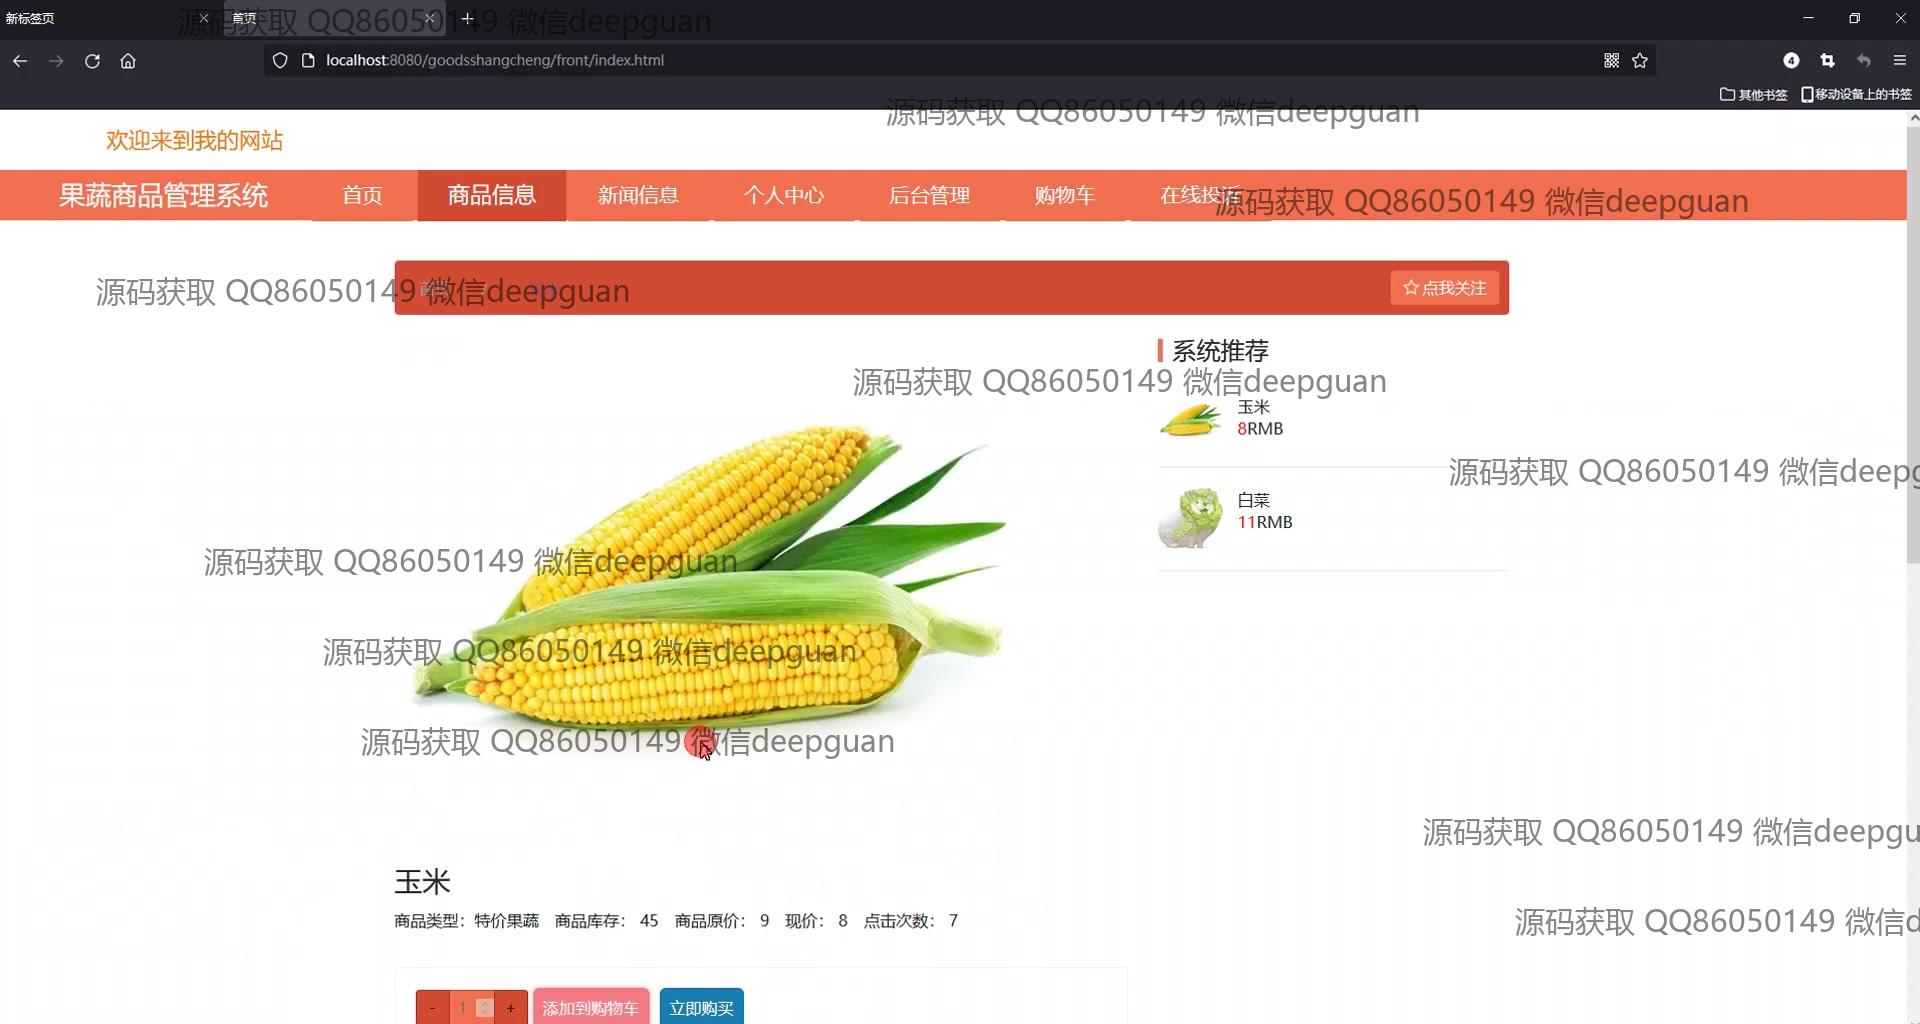 新标签页
首页
源码获取 QQ86050149 微信deepguan
localhost:8080/goodsshangcheng/front/index.html
4
其他书签
移动设备上的书签
源码获取 QQ86050149 微信deepguan
欢迎来到我的网站
果蔬商品管理系统
首页
商品信息
新闻信息
个人中心
后台管理
购物车
在线投诉
源码获取 QQ86050149 微信deepguan
源码获取 QQ86050149 微信deepguan
点我关注
系统推荐
源码获取 QQ86050149 微信deepguan
玉米
8RMB
源码获取 QQ86050149 微信deepg
白菜
11RMB
源码获取 QQ86050149 微信deepguan
源码获取 QQ86050149 微信deepguan
源码获取 QQ86050149 微信deepguan
源码获取 QQ86050149 微信deepgu
玉米
商品类型：特价果蔬 商品库存： 45 商品原价： 9 现价： 8 点击次数： 7
源码获取 QQ86050149 微信d
- 1 + 添加到购物车 立即购买